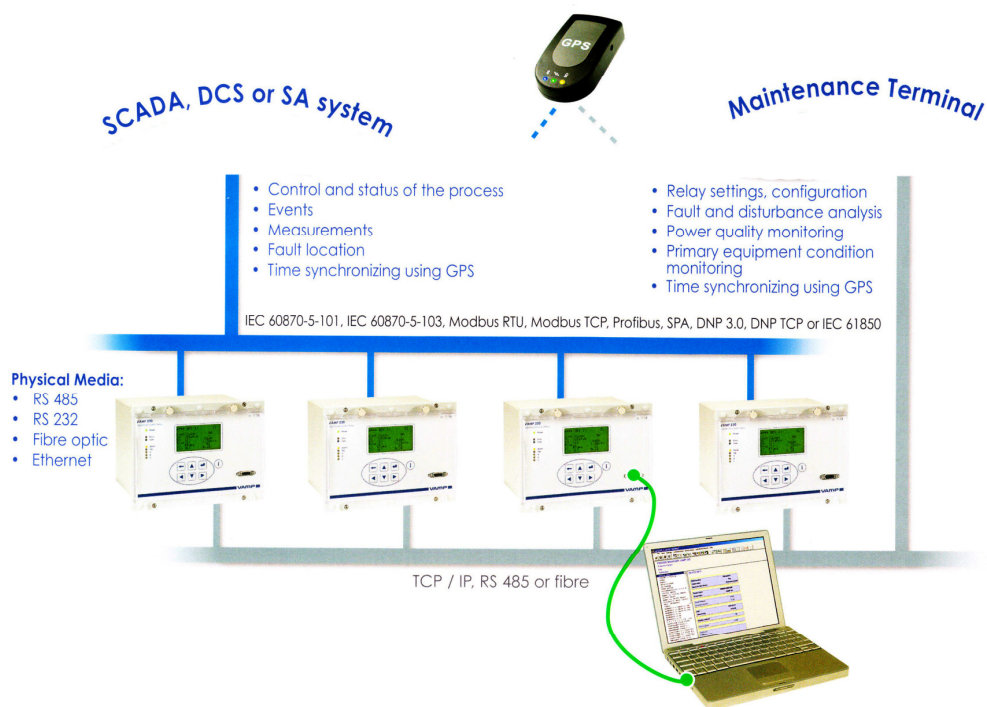 GPS
SCADA, DCS or SA system
Maintenance Terminal
• Control and status of the process
• Events
• Measurements
• Fault location
• Time synchronizing using GPS
• Relay settings, configuration
• Fault and disturbance analysis
• Power quality monitoring
• Primary equipment condition
monitoring
• Time synchronizing using GPS
IEC 60870-5-101, IEC 60870-5-103, Modbus RTU, Modbus TCP, Profibus, SPA, DNP 3.0, DNP TCP or IEC 61850
Physical Media:
• RS 485
• RS 232
• Fibre optic
• Ethernet
VAMP
VAMP
VAMP
VAMP
TCP / IP, RS 485 or fibre